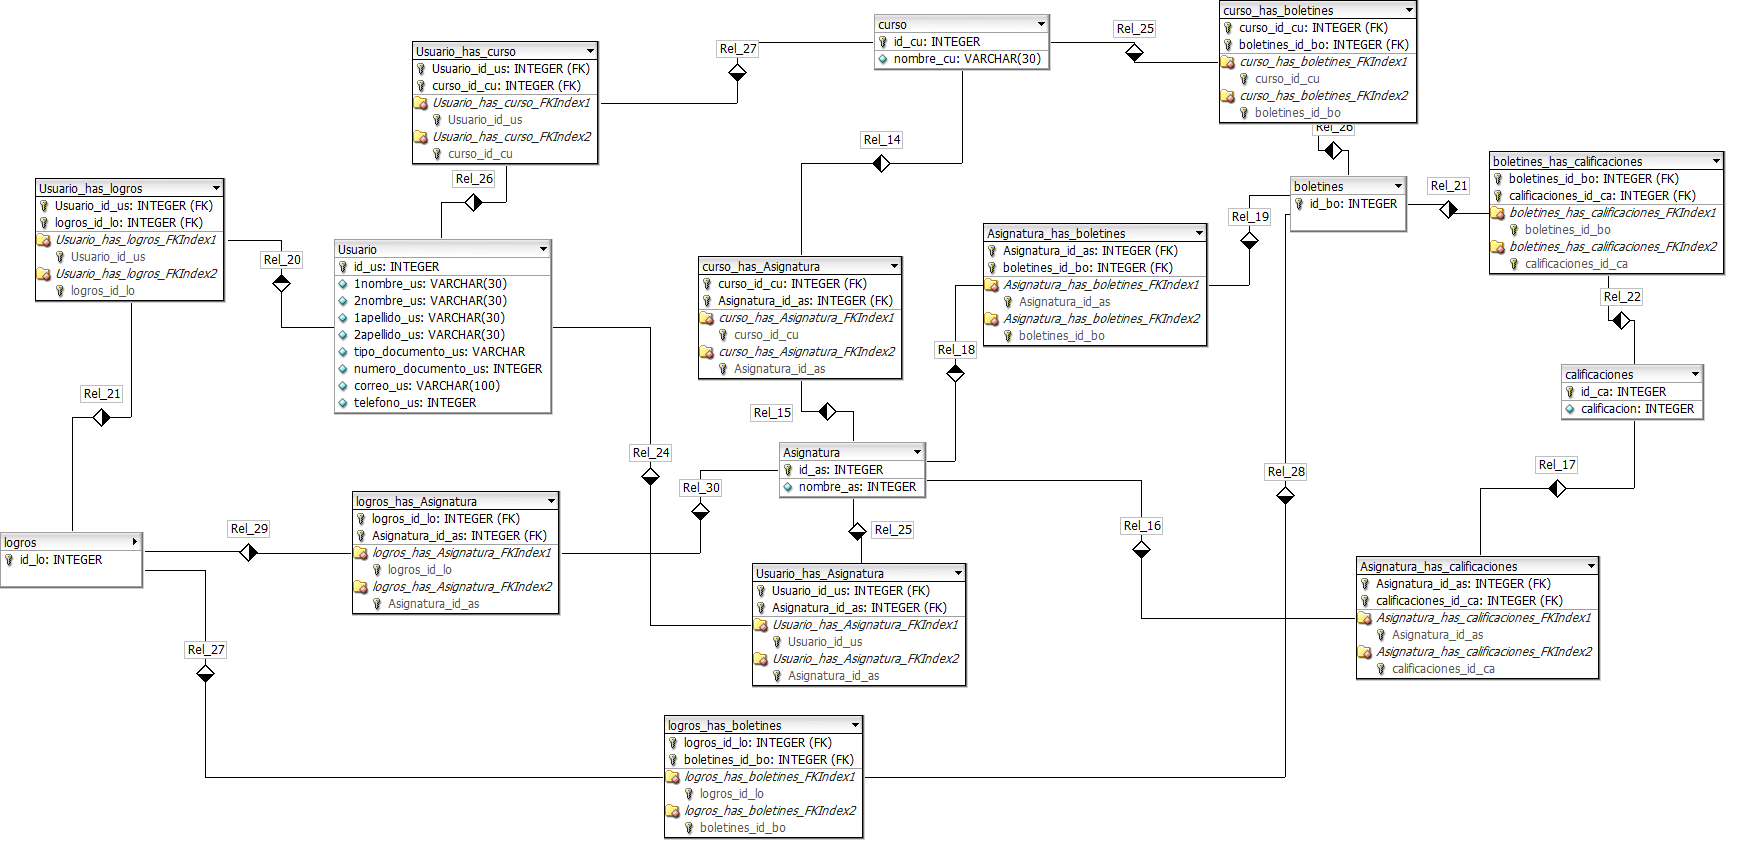 curso_has_boletines
curso_id_cu: INTEGER (FK)
boletines_id_bo: INTEGER (FK)
curso_has_boletines_FKIndex1
curso_id_cu
curso_has_boletines_FKIndex2
boletines_id_bo
curso
id_cu: INTEGER
nombre_cu: VARCHAR(30)
Rel_25
Rel_27
Usuario_has_curso
Usuario_id_us: INTEGER (FK)
curso_id_cu: INTEGER (FK)
Usuario_has_curso_FKIndex1
Usuario_id_us
Usuario_has_curso_FKIndex2
curso_id_cu
Rel_14
Rel_26
boletines_has_calificaciones
boletines_id_bo: INTEGER (FK)
calificaciones_id_ca: INTEGER (FK)
boletines_has_calificaciones_FKIndex1
boletines_id_bo
boletines_has_calificaciones_FKIndex2
calificaciones_id_ca
Rel_26
Usuario_has_logros
Usuario_id_us: INTEGER (FK)
logros_id_lo: INTEGER (FK)
Usuario_has_logros_FKIndex1
Usuario_id_us
Usuario_has_logros_FKIndex2
logros_id_lo
boletines
id_bo: INTEGER
Rel_21
Rel_19
Asignatura_has_boletines
Asignatura_id_as: INTEGER (FK)
boletines_id_bo: INTEGER (FK)
Asignatura_has_boletines_FKIndex1
Asignatura_id_as
Asignatura_has_boletines_FKIndex2
boletines_id_bo
Usuario
id_us: INTEGER
1nombre_us: VARCHAR(30)
2nombre_us: VARCHAR(30)
1apellido_us: VARCHAR(30)
2apellido_us: VARCHAR(30)
tipo_documento_us: VARCHAR
numero_documento_us: INTEGER
correo_us: VARCHAR(100)
telefono_us: INTEGER
Rel_20
curso_has_Asignatura
curso_id_cu: INTEGER (FK)
Asignatura_id_as: INTEGER (FK)
curso_has_Asignatura_FKIndex1
curso_id_cu
curso_has_Asignatura_FKIndex2
Asignatura_id_as
Rel_22
Rel_18
calificaciones
id_ca: INTEGER
calificacion: INTEGER
Rel_21
Rel_15
Asignatura
id_as: INTEGER
nombre_as: INTEGER
Rel_24
Rel_17
Rel_28
Rel_30
logros_has_Asignatura
logros_id_lo: INTEGER (FK)
Asignatura_id_as: INTEGER (FK)
logros_has_Asignatura_FKIndex1
logros_id_lo
logros_has_Asignatura_FKIndex2
Asignatura_id_as
Rel_29
Rel_25
Rel_16
logros
id_lo: INTEGER
Asignatura_has_calificaciones
Asignatura_id_as: INTEGER (FK)
calificaciones_id_ca: INTEGER (FK)
Asignatura_has_calificaciones_FKIndex1
Asignatura_id_as
Asignatura_has_calificaciones_FKIndex2
calificaciones_id_ca
Usuario_has_Asignatura
Usuario_id_us: INTEGER (FK)
Asignatura_id_as: INTEGER (FK)
Usuario_has_Asignatura_FKIndex1
Usuario_id_us
Usuario_has_Asignatura_FKIndex2
Asignatura_id_as
Rel_27
logros_has_boletines
logros_id_lo: INTEGER (FK)
boletines_id_bo: INTEGER (FK)
logros_has_boletines_FKIndex1
logros_id_lo
logros_has_boletines_FKIndex2
boletines_id_bo